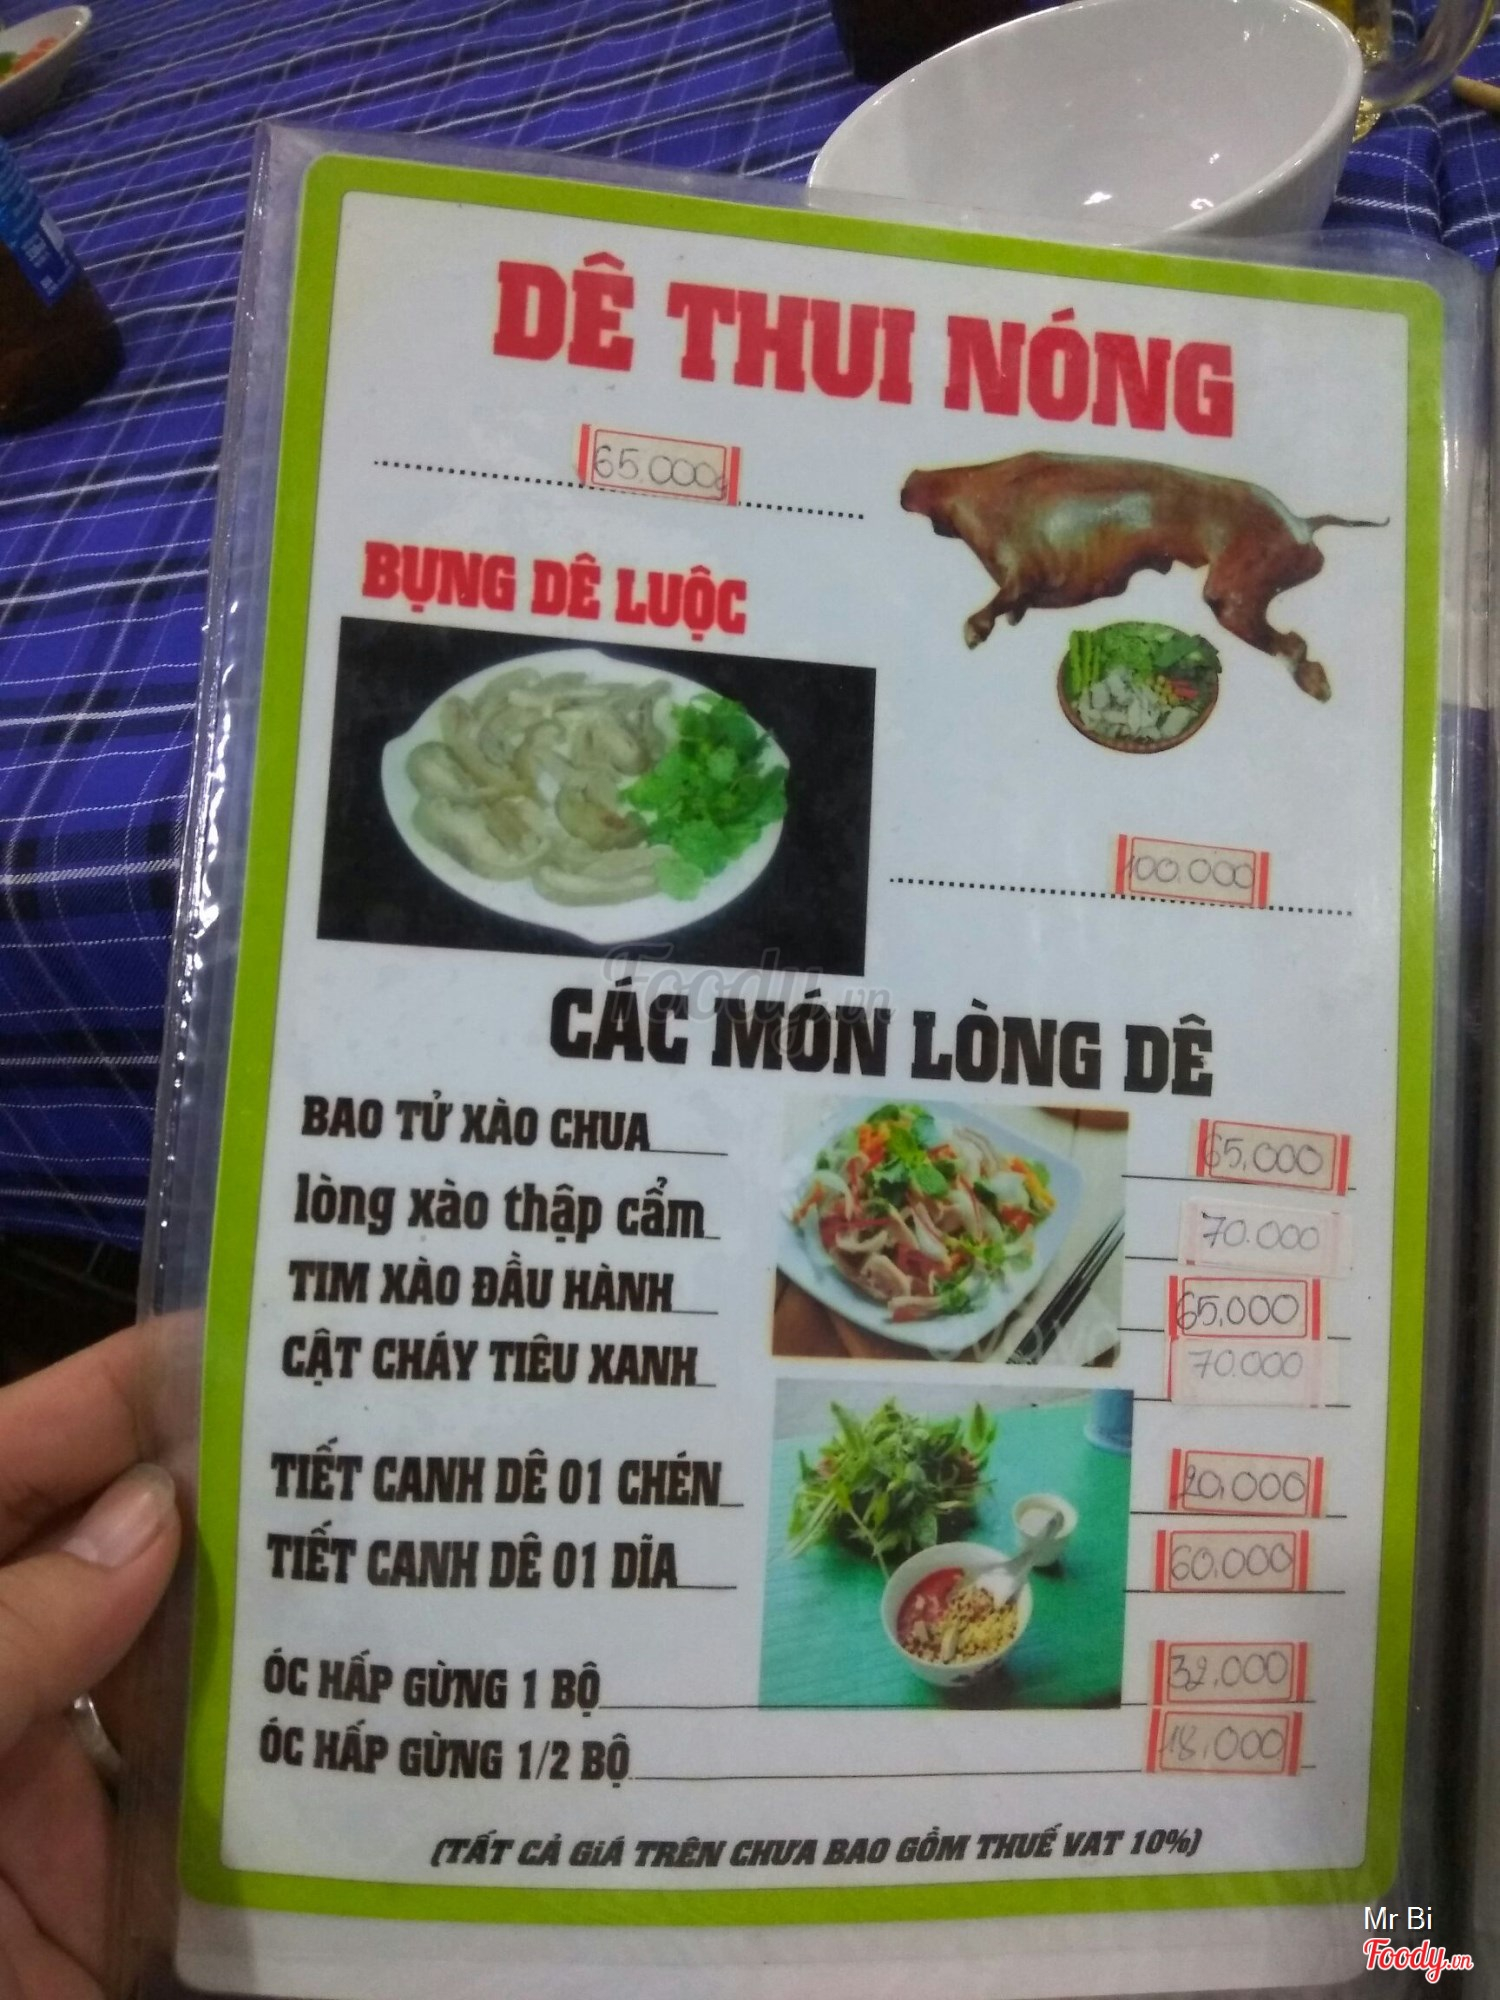 DÊ THUI NÓNG
65.000đ
BỤNG DÊ LUỘC
100.000
Foody.vn
CÁC MÓN LÒNG DÊ
BAO TỬ XÀO CHUA 65.000
lòng xào thập cẩm 70.000
TIM XÀO ĐẦU HÀNH 65.000
CẬT CHÁY TIÊU XANH 70.000
TIẾT CANH DÊ 01 CHÉN 20.000
TIẾT CANH DÊ 01 DĨA 60.000
ÓC HẤP GỪNG 1 BỘ 32.000
ÓC HẤP GỪNG 1/2 BỘ 18.000
(TẤT CẢ GIÁ TRÊN CHƯA BAO GỒM THUẾ VAT 10%)
Mr Bi
Foody.vn